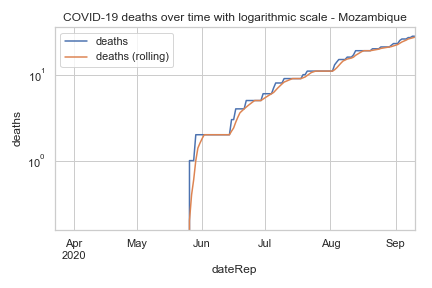 COVID-19 deaths over time with logarithmic scale - Mozambique
deaths
deaths (rolling)
10¹
10⁰
deaths
Apr
2020
May
Jun
Jul
Aug
Sep
dateRep